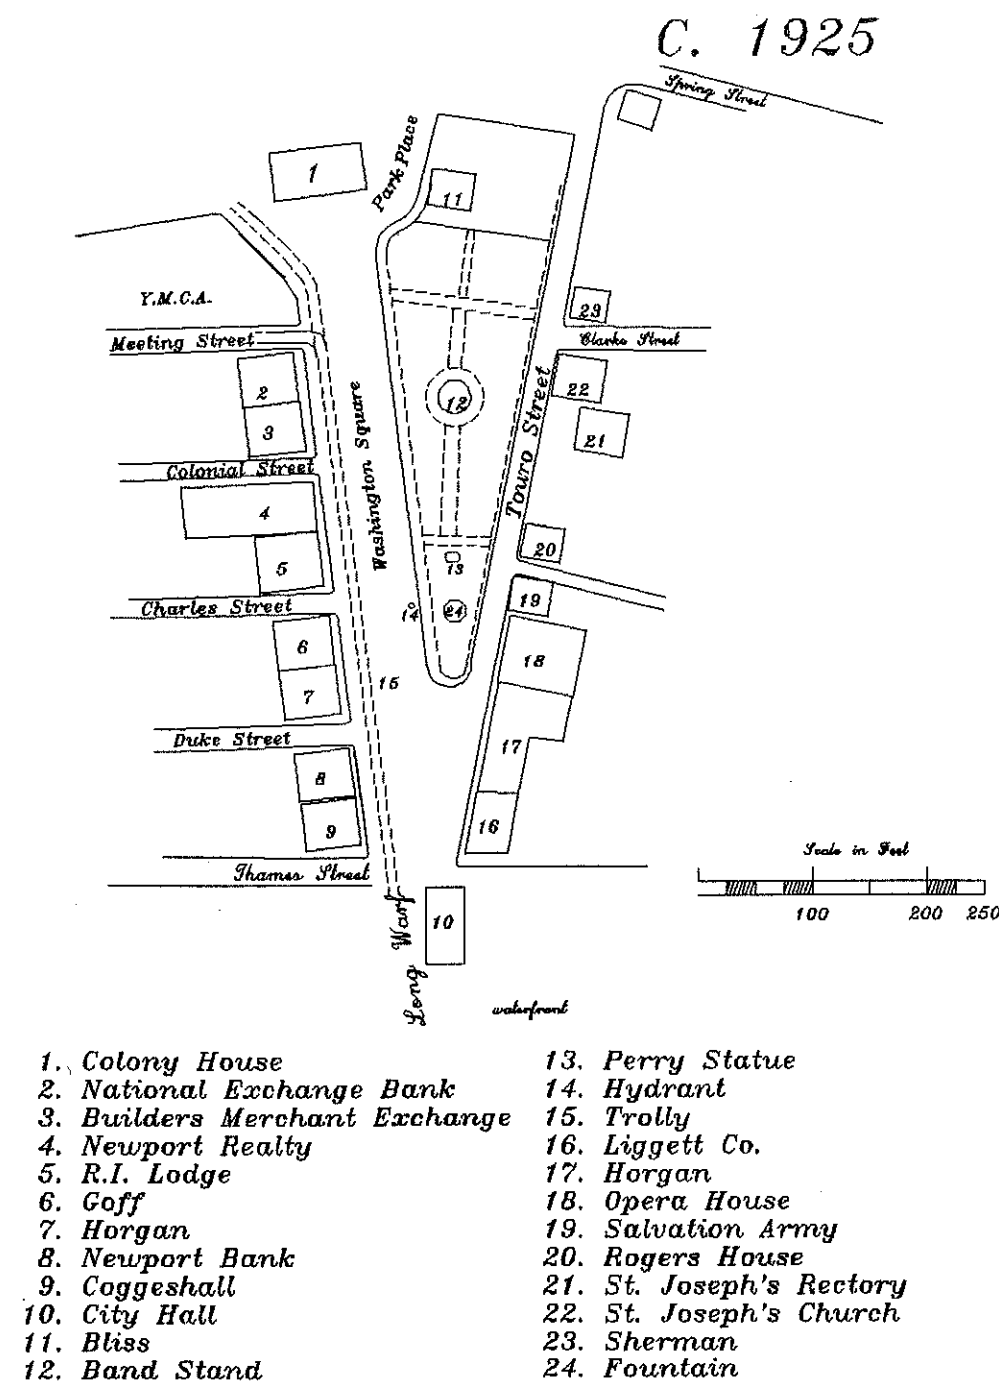 C. 1925
Spring Street
Park Place
1
11
Y.M.C.A.
23
Meeting Street
Clarke Street
2
12
22
3
21
Washington Square
Touro Street
Colonial Street
4
5
13
20
Charles Street
14
24
19
6
18
7
15
Duke Street
17
8
9
16
Thames Street
Scale in Feet
100
200
250
10
Long Warf
waterfront
1. Colony House
2. National Exchange Bank
3. Builders Merchant Exchange
4. Newport Realty
5. R.I. Lodge
6. Goff
7. Horgan
8. Newport Bank
9. Coggeshall
10. City Hall
11. Bliss
12. Band Stand
13. Perry Statue
14. Hydrant
15. Trolly
16. Liggett Co.
17. Horgan
18. Opera House
19. Salvation Army
20. Rogers House
21. St. Joseph's Rectory
22. St. Joseph's Church
23. Sherman
24. Fountain